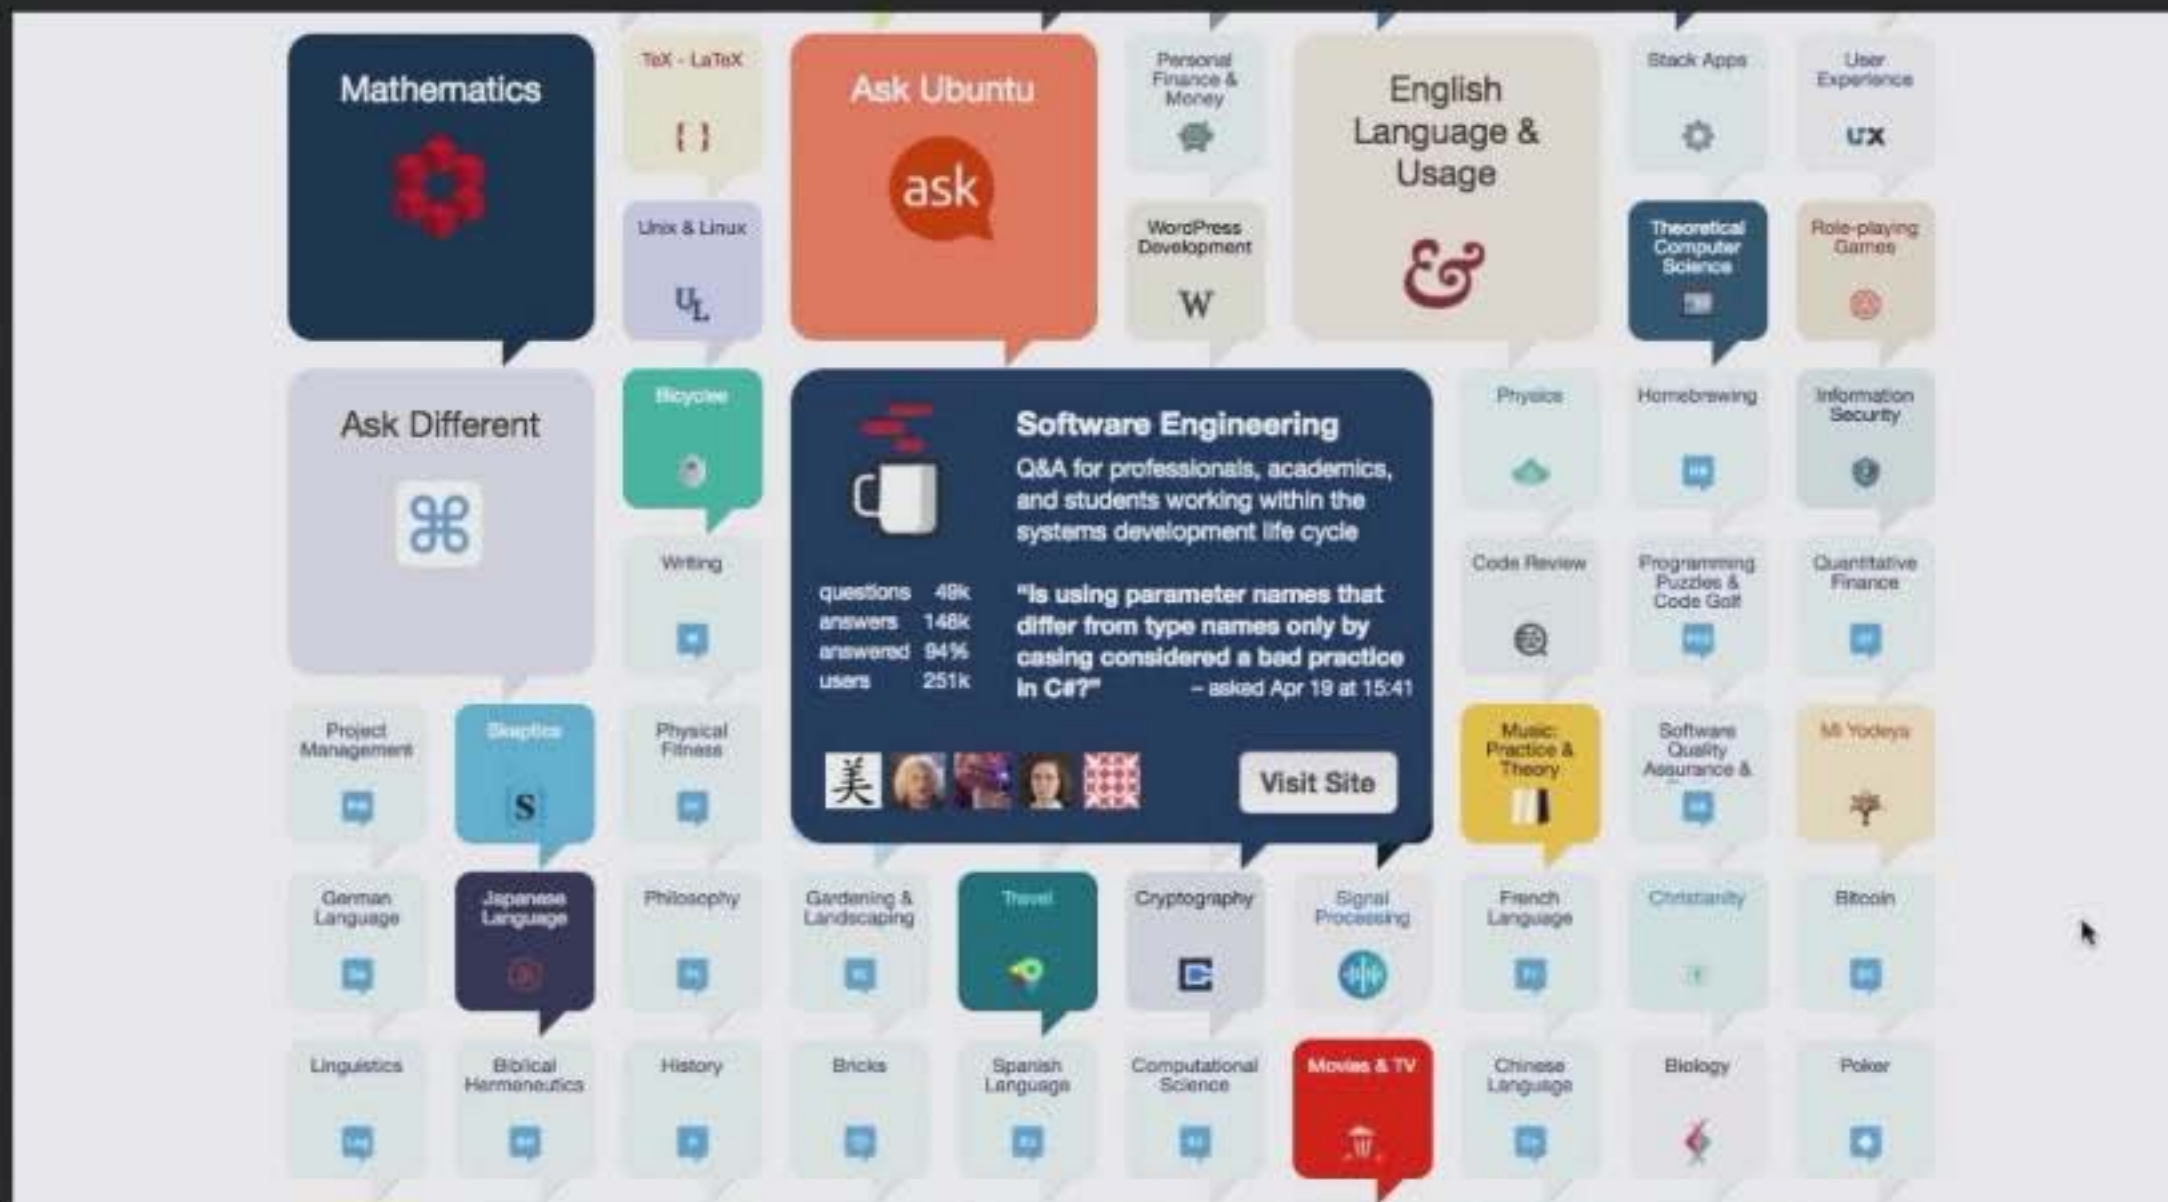 Mathematics
TeX - LaTeX
{ }
Ask Ubuntu
ask
Personal
Finance &
Money
English
Language &
Usage
&
Stack Apps
User
Experience
UX
Unix & Linux
UL
WordPress
Development
W
Theoretical
Computer
Science
Role-playing
Games
Ask Different
⌘
Bicycles
Software Engineering
Q&A for professionals, academics,
and students working within the
systems development life cycle
questions 49k
answers 146k
answered 94%
users 251k
"Is using parameter names that
differ from type names only by
casing considered a bad practice
in C#?" – asked Apr 19 at 15:41
美
Visit Site
Physics
Homebrewing
Information
Security
Writing
Code Review
Programming
Puzzles &
Code Golf
Quantitative
Finance
Project
Management
Skeptics
S
Physical
Fitness
Music:
Practice &
Theory
Software
Quality
Assurance &
Mi Yodeya
German
Language
Japanese
Language
Philosophy
Gardening &
Landscaping
Travel
Cryptography
Signal
Processing
French
Language
Christianity
Bitcoin
Linguistics
Biblical
Hermeneutics
History
Bricks
Spanish
Language
Computational
Science
Movies & TV
Chinese
Language
Biology
Poker